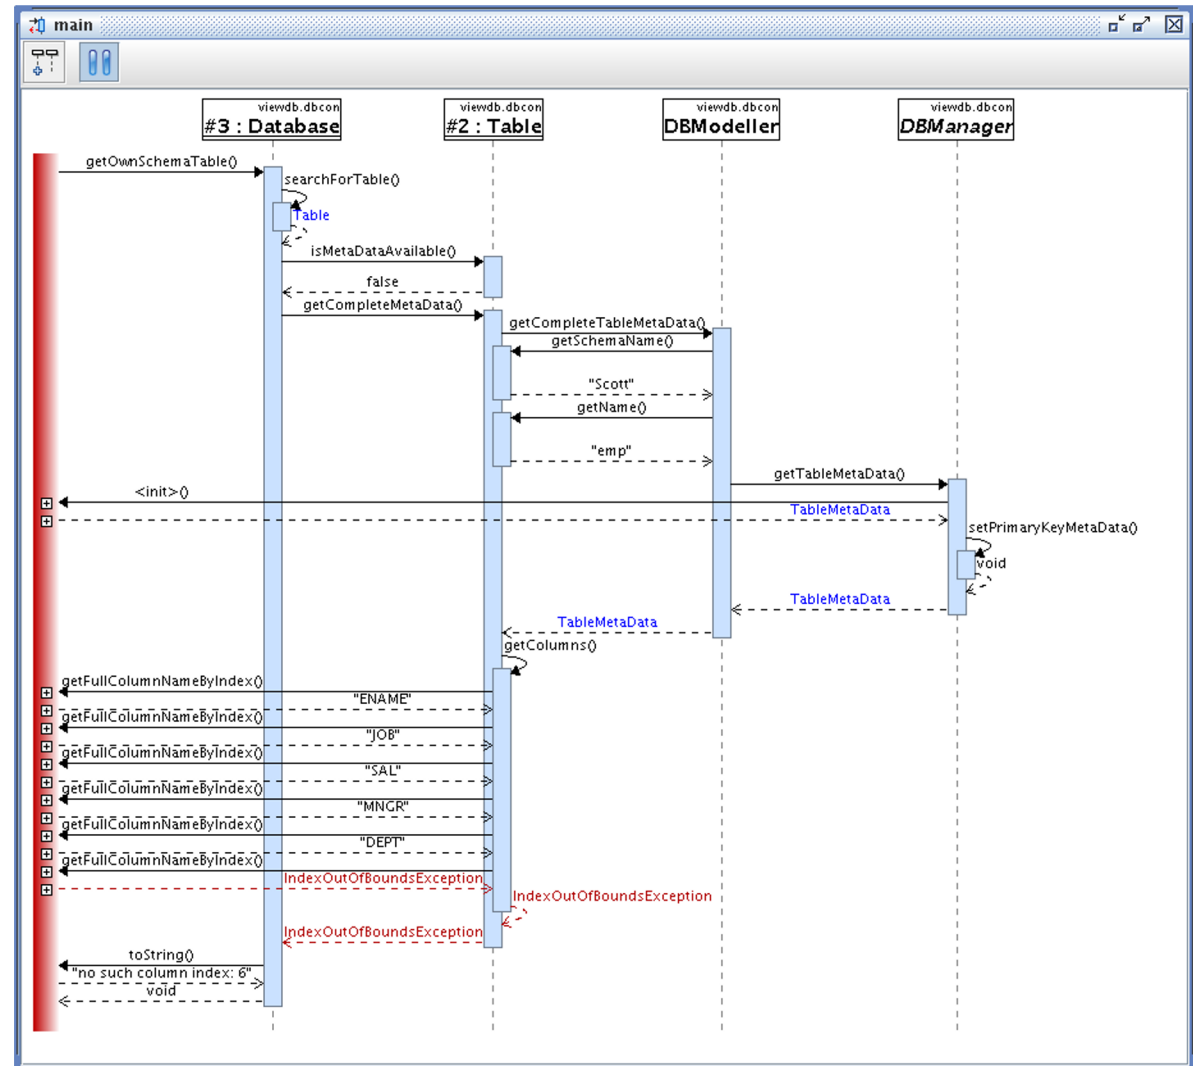 main
viewdb.dbcon
#3 : Database
viewdb.dbcon
#2 : Table
viewdb.dbcon
DBModeller
viewdb.dbcon
DBManager
getOwnSchemaTable()
searchForTable()
Table
isMetaDataAvailable()
false
getCompleteMetaData()
getCompleteTableMetaData()
getSchemaName()
"Scott"
getName()
"emp"
getTableMetaData()
<init>()
TableMetaData
setPrimaryKeyMetaData()
void
TableMetaData
TableMetaData
getColumns()
getFullColumnNameByIndex()
"ENAME"
getFullColumnNameByIndex()
"JOB"
getFullColumnNameByIndex()
"SAL"
getFullColumnNameByIndex()
"MNGR"
getFullColumnNameByIndex()
"DEPT"
getFullColumnNameByIndex()
IndexOutOfBoundsException
IndexOutOfBoundsException
IndexOutOfBoundsException
toString()
"no such column index: 6"
void